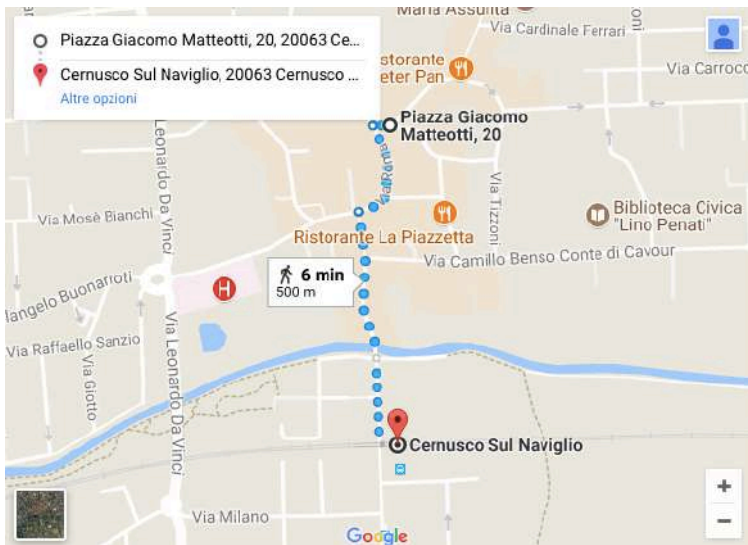 Piazza Giacomo Matteotti, 20, 20063 Ce...
Cernusco Sul Naviglio, 20063 Cernusco ...
Altre opzioni
Maria Assunta
Via Cardinale Ferrari
Via Carroc
istorante
eter Pan
Piazza Giacomo
Matteotti, 20
Leonardo Da Vinci
Via Tizzoni
Via Mosè Bianchi
Biblioteca Civica
"Lino Penati"
Ristorante La Piazzetta
Via Camillo Benso Conte di Cavour
6 min
500 m
H
elangelo Buonarroti
Via Raffaello Sanzio
Via Giotto
Via Leonardo Da Vinci
Cernusco Sul Naviglio
Via Milano
Google
+
−